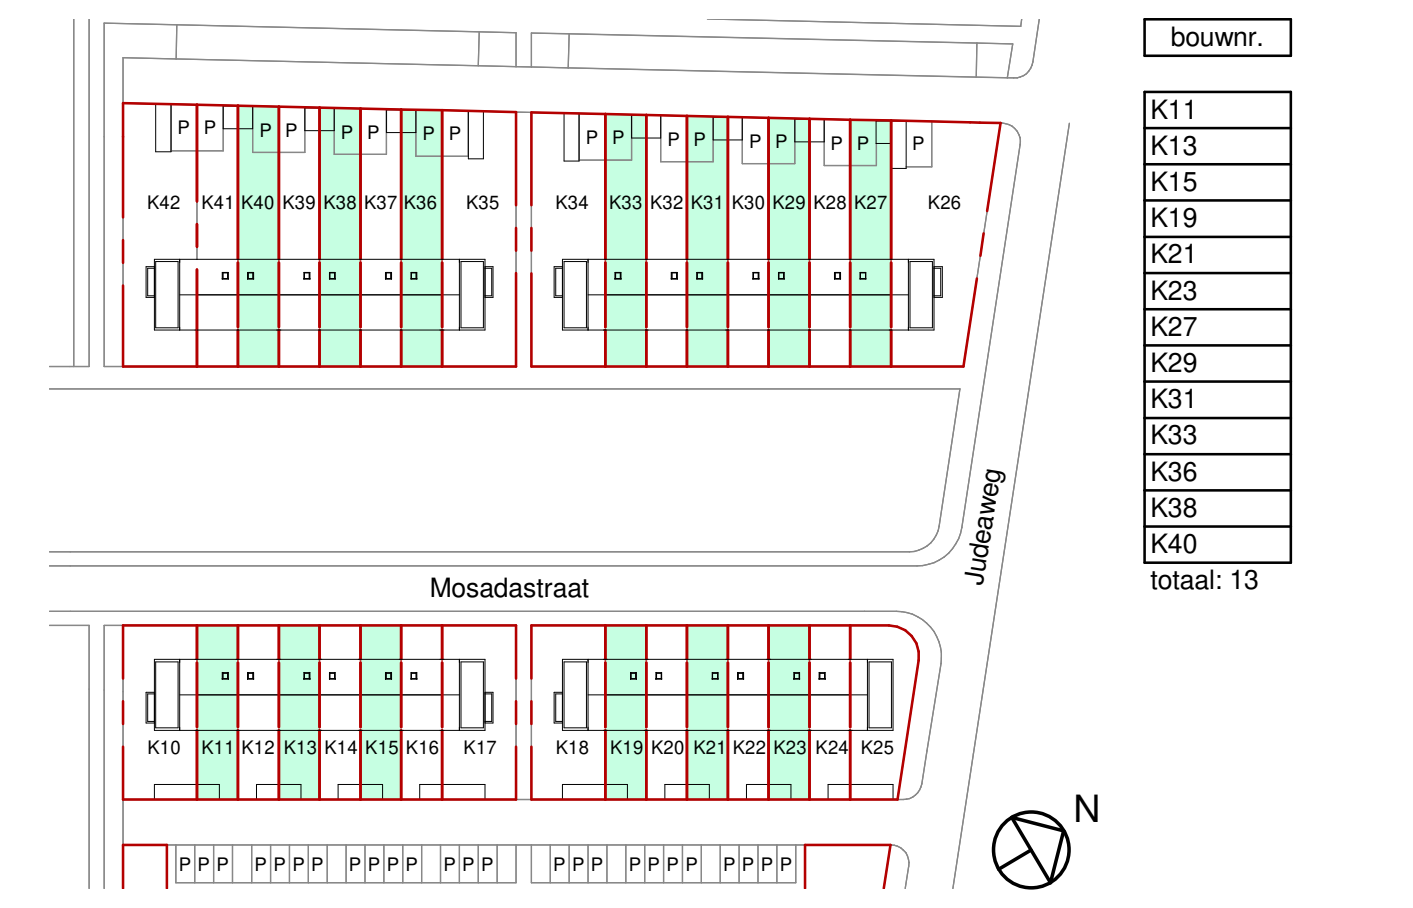 bouwnr.
P P P P P P P P
P P P P P P P P P
K42 K41 K40 K39 K38 K37 K36 K35 K34 K33 K32 K31 K30 K29 K28 K27 K26
K11
K13
K15
K19
K21
K23
K27
K29
K31
K33
K36
K38
K40
totaal: 13
Judeaweg
Mosadastraat
K10 K11 K12 K13 K14 K15 K16 K17 K18 K19 K20 K21 K22 K23 K24 K25
N
P P P P P P P P P P P P P P P P P P P P P P P P P